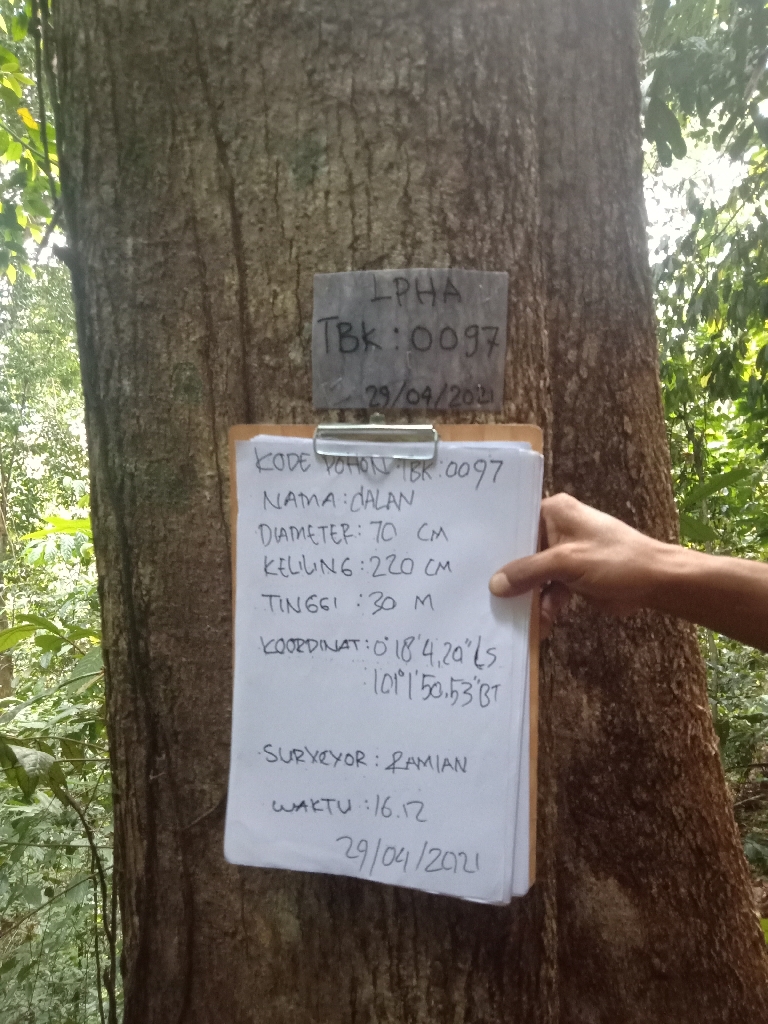 LPHA
TBK:0097
29/04/2021
KODE POHON:TBK:0097
NAMA:dALAN
DIAMETER:70 CM
KELILING:220 CM
TINGGI :30 M
KOORDINAT:0°18'4,20"LS
:101°1'50,53"BT
SURVEYOR: RAMIAN
WAKTU :16.12
29/04/2021